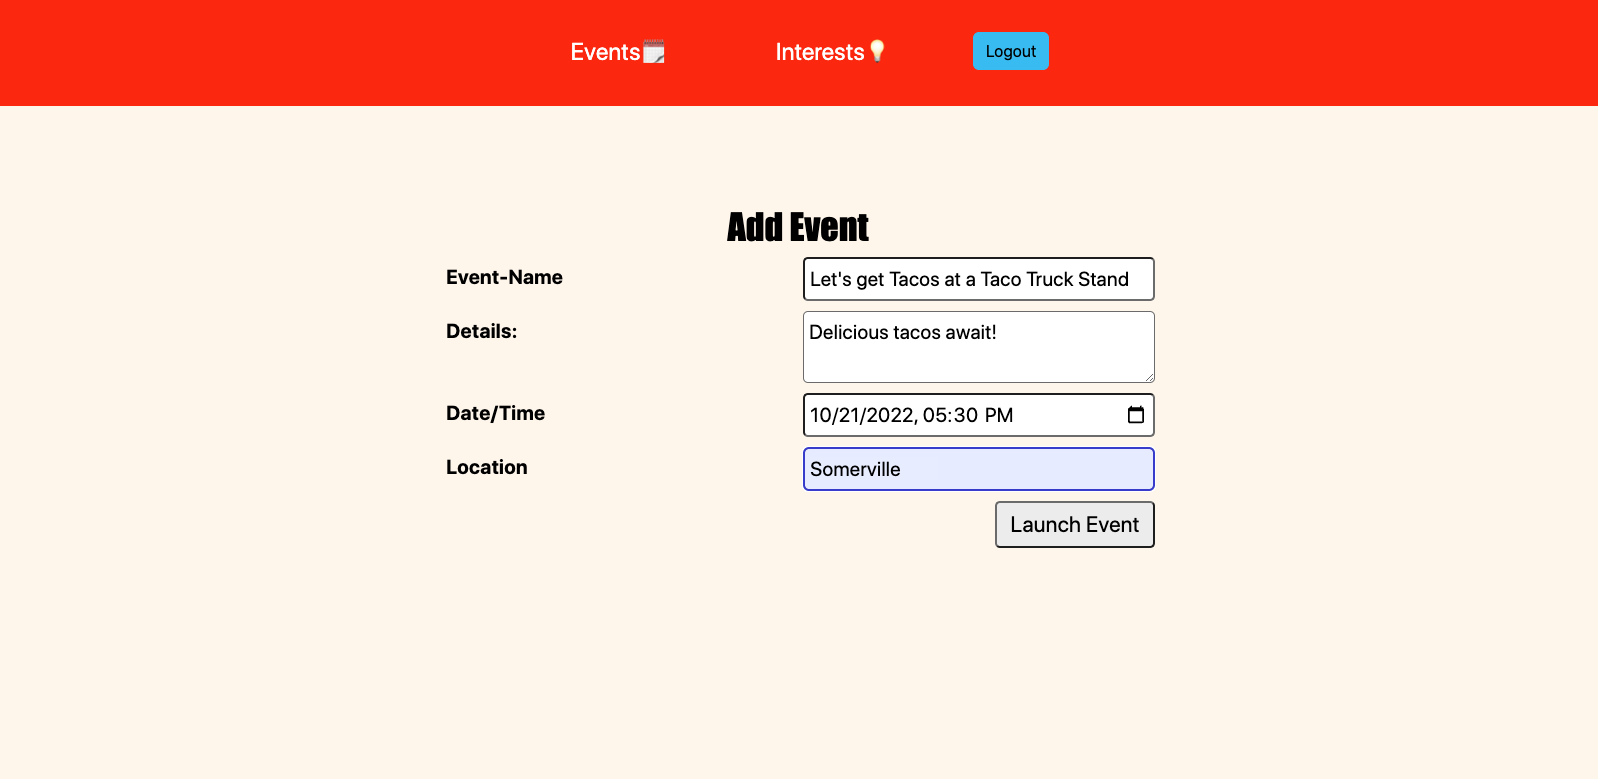 Events🗓️ Interests💡 Logout
Add Event
Event-Name Let's get Tacos at a Taco Truck Stand
Details: Delicious tacos await!
Date/Time 10/21/2022, 05:30 PM
Location Somerville
Launch Event